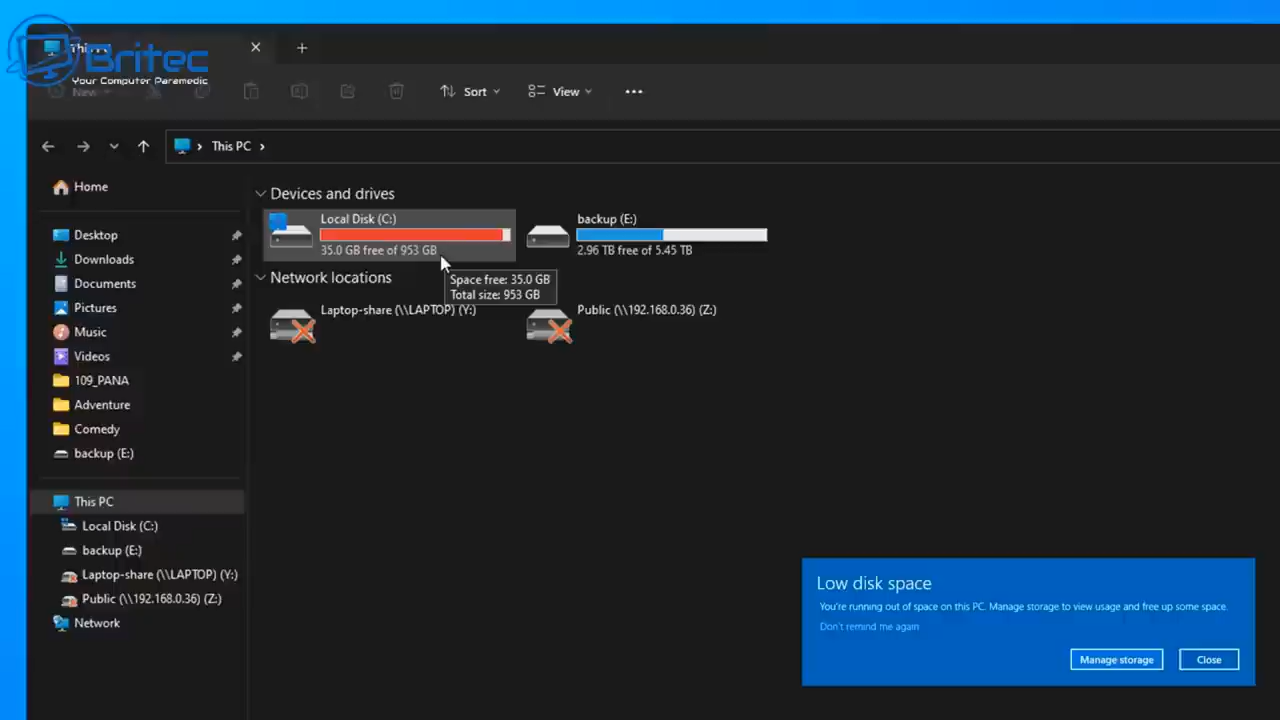 Britec
Your Computer Paramedic
Sort
View
This PC
Home
Desktop
Downloads
Documents
Pictures
Music
Videos
109_PANA
Adventure
Comedy
backup (E:)
This PC
Local Disk (C:)
backup (E:)
Laptop-share (\\LAPTOP) (Y:)
Public (\\192.168.0.36) (Z:)
Network
Devices and drives
Local Disk (C:)
35.0 GB free of 953 GB
backup (E:)
2.96 TB free of 5.45 TB
Space free: 35.0 GB
Total size: 953 GB
Network locations
Laptop-share (\\LAPTOP) (Y:)
Public (\\192.168.0.36) (Z:)
Low disk space
You're running out of space on this PC. Manage storage to view usage and free up some space.
Don't remind me again
Manage storage
Close